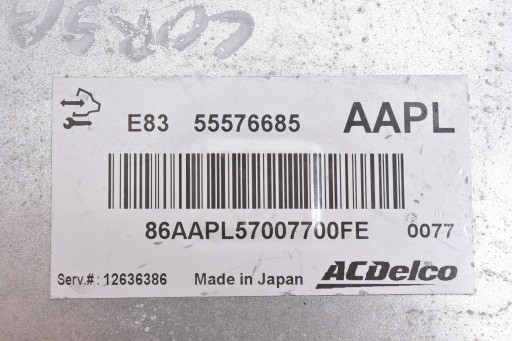 CORSA
E83 55576685 AAPL
86AAPL57007700FE 0077
Serv.#: 12636386 Made in Japan ACDelco